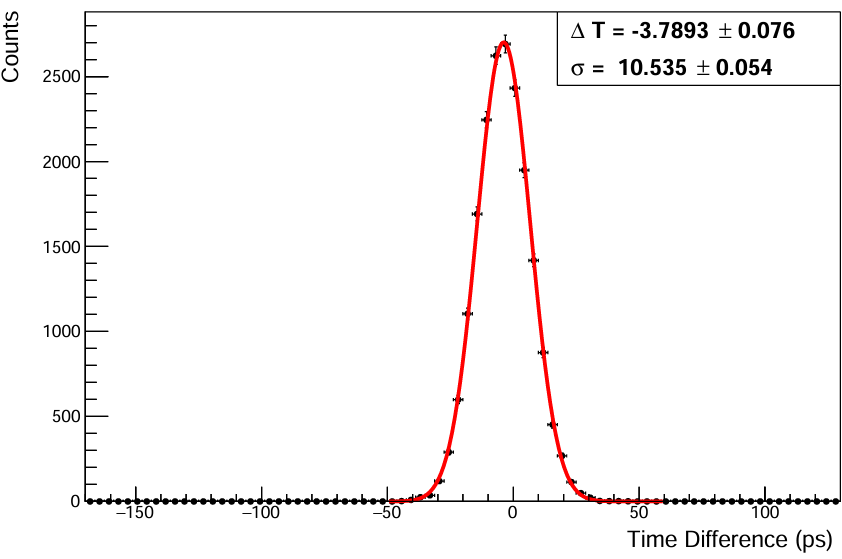 Counts
Δ T = -3.7893 ± 0.076
σ = 10.535 ± 0.054
2500
2000
1500
1000
500
0
−150 −100 −50 0 50 100
Time Difference (ps)